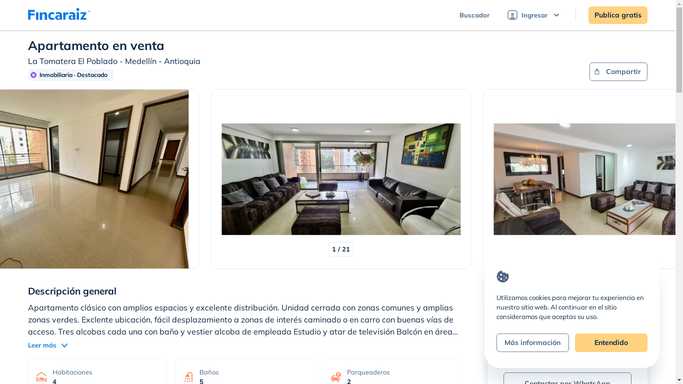 Fincaraiz
Buscador
Ingresar
Publica gratis
Apartamento en venta
La Tomatera El Poblado - Medellín - Antioquia
Inmobiliaria · Destacado
Compartir
1 / 21
Descripción general
Apartamento clásico con amplios espacios y excelente distribución. Unidad cerrada con zonas comunes y amplias
zonas verdes. Exclente ubicación, fácil desplazamiento a zonas de interés caminado o en carro con buenas vías de
acceso. Tres alcobas cada una con baño y vestier alcoba de empleada Estudio y atar de televisión Balcón en área...
Leer más
Habitaciones
4
Baños
5
Parqueaderos
2
Utilizamos cookies para mejorar tu experiencia en
nuestro sitio web. Al continuar en el sitio
consideramos que aceptas su uso.
Más información
Entendido
Contactar por WhatsApp